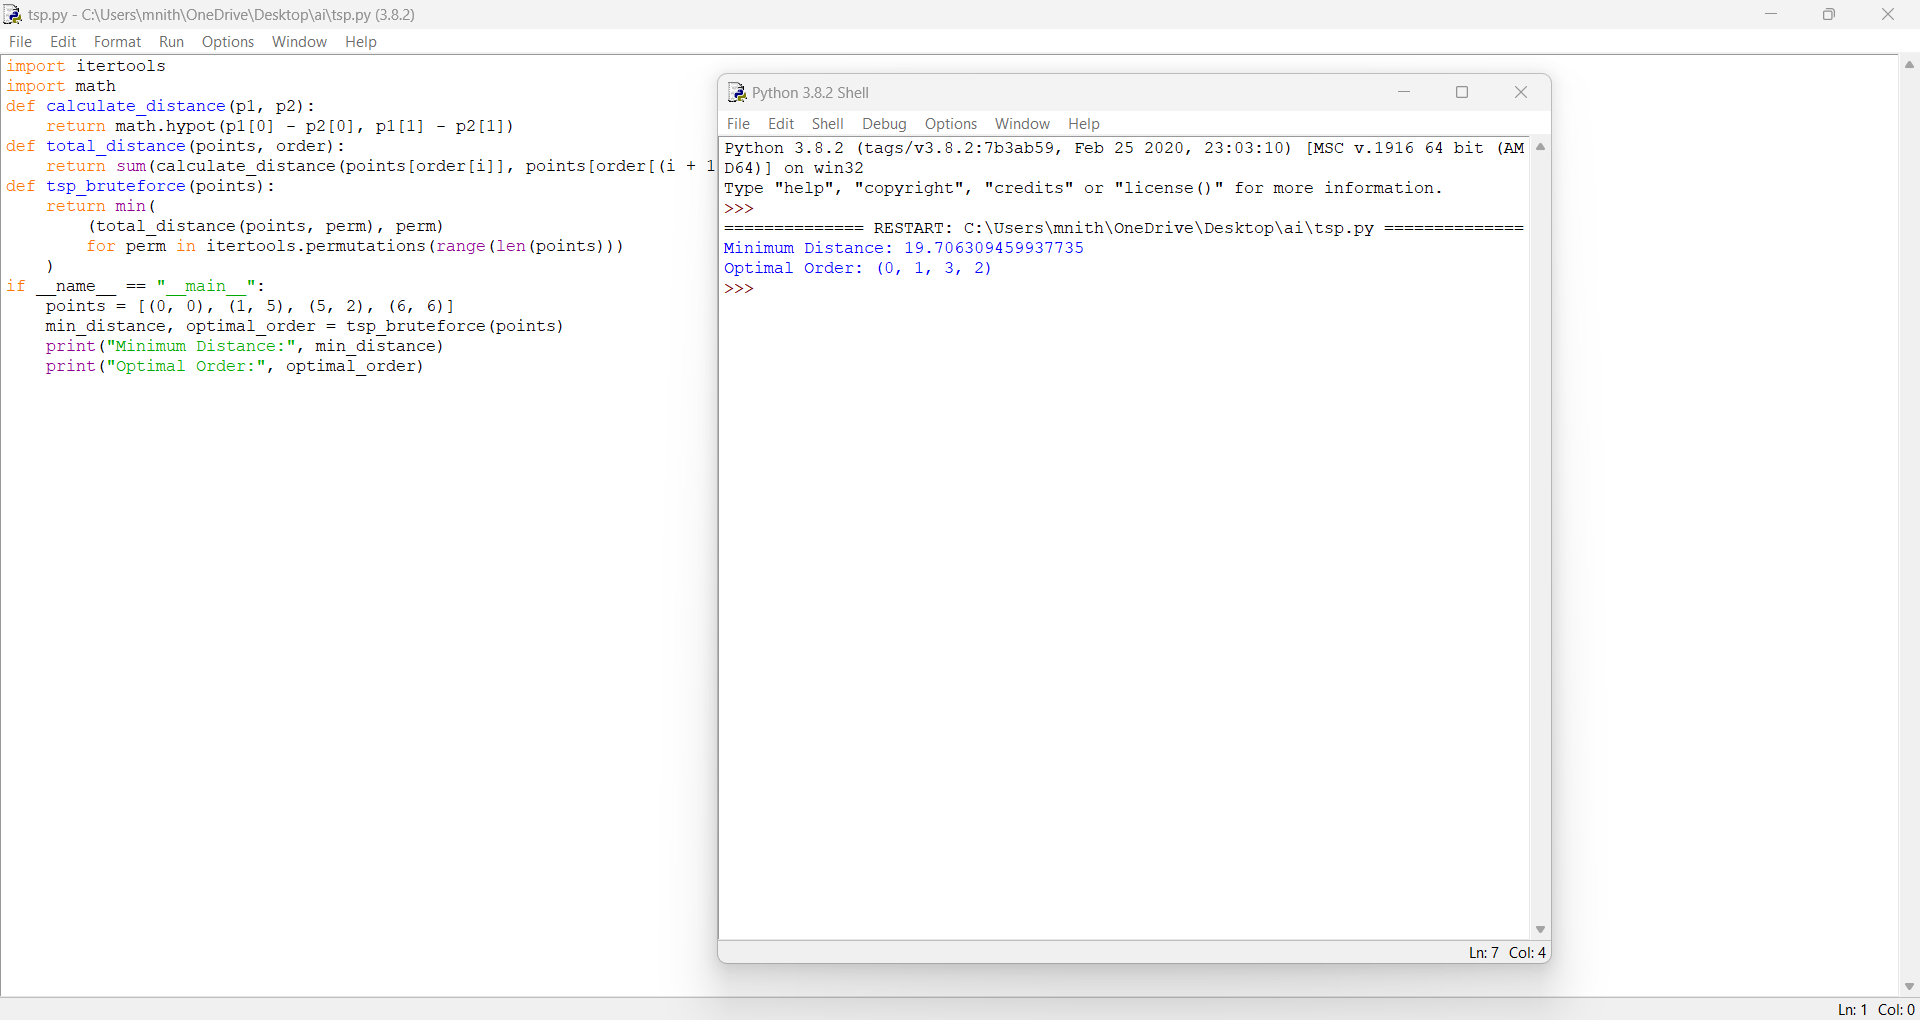 tsp.py - C:\Users\mnith\OneDrive\Desktop\ai\tsp.py (3.8.2)
File Edit Format Run Options Window Help
import itertools
import math
def calculate_distance(p1, p2):
    return math.hypot(p1[0] - p2[0], p1[1] - p2[1])
def total_distance(points, order):
    return sum(calculate_distance(points[order[i]], points[order[(i + 1
def tsp_bruteforce(points):
    return min(
        (total_distance(points, perm), perm)
        for perm in itertools.permutations(range(len(points)))
    )
if __name__ == "__main__":
    points = [(0, 0), (1, 5), (5, 2), (6, 6)]
    min_distance, optimal_order = tsp_bruteforce(points)
    print("Minimum Distance:", min_distance)
    print("Optimal Order:", optimal_order)
Python 3.8.2 Shell
File Edit Shell Debug Options Window Help
Python 3.8.2 (tags/v3.8.2:7b3ab59, Feb 25 2020, 23:03:10) [MSC v.1916 64 bit (AM
D64)] on win32
Type "help", "copyright", "credits" or "license()" for more information.
>>>
============== RESTART: C:\Users\mnith\OneDrive\Desktop\ai\tsp.py ==============
Minimum Distance: 19.706309459937735
Optimal Order: (0, 1, 3, 2)
>>>
Ln: 7 Col: 4
Ln: 1 Col: 0